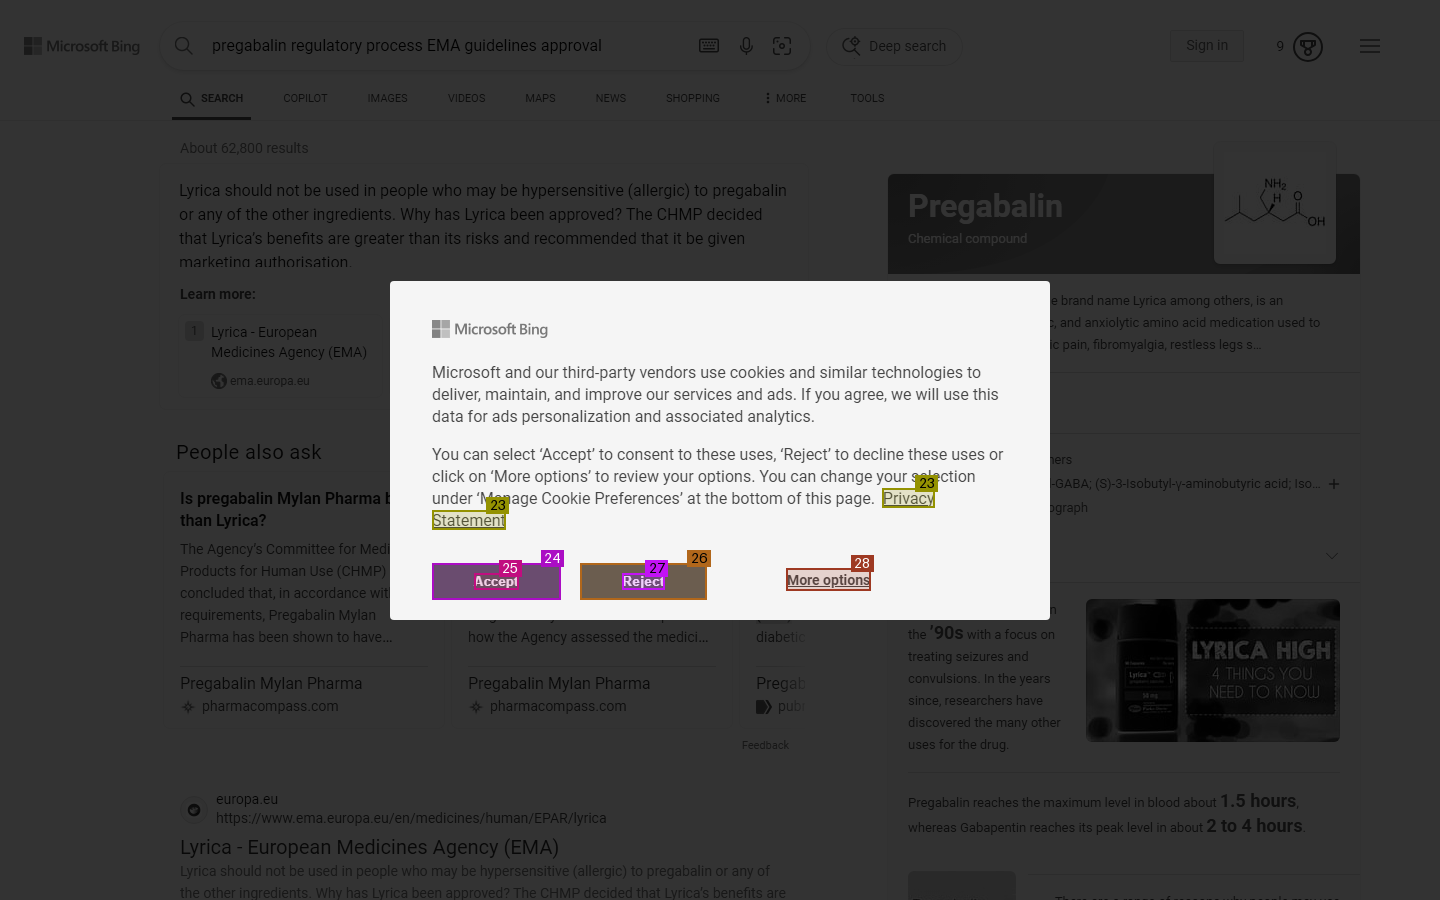 Microsoft Bing
pregabalin regulatory process EMA guidelines approval
Deep search
Sign in
9
SEARCH
COPILOT
IMAGES
VIDEOS
MAPS
NEWS
SHOPPING
MORE
TOOLS
About 62,800 results
Lyrica should not be used in people who may be hypersensitive (allergic) to pregabalin
or any of the other ingredients. Why has Lyrica been approved? The CHMP decided
that Lyrica's benefits are greater than its risks and recommended that it be given
marketing authorisation.
Learn more:
1
Lyrica - European
Medicines Agency (EMA)
ema.europa.eu
People also ask
Is pregabalin Mylan Pharma b
than Lyrica?
The Agency's Committee for Med
Products for Human Use (CHMP)
concluded that, in accordance wit
requirements, Pregabalin Mylan
Pharma has been shown to have...
Pregabalin Mylan Pharma
pharmacompass.com
how the Agency assessed the medici...
Pregabalin Mylan Pharma
pharmacompass.com
diabetic
Pregab
publ
Feedback
europa.eu
https://www.ema.europa.eu/en/medicines/human/EPAR/lyrica
Lyrica - European Medicines Agency (EMA)
Lyrica should not be used in people who may be hypersensitive (allergic) to pregabalin or any of
the other ingredients. Why has Lyrica been approved? The CHMP decided that Lyrica's benefits are
Microsoft Bing
Microsoft and our third-party vendors use cookies and similar technologies to
deliver, maintain, and improve our services and ads. If you agree, we will use this
data for ads personalization and associated analytics.
You can select ‘Accept’ to consent to these uses, ‘Reject’ to decline these uses or
click on ‘More options’ to review your options. You can change your selection
under ‘Manage Cookie Preferences’ at the bottom of this page. Privacy
Statement
23
23
24
25
Accept
26
27
Reject
28
More options
Pregabalin
Chemical compound
NH2
H
O
OH
e brand name Lyrica among others, is an
c, and anxiolytic amino acid medication used to
ic pain, fibromyalgia, restless legs s...
hers
-GABA; (S)-3-Isobutyl-γ-aminobutyric acid; Iso...
ograph
n
the '90s with a focus on
treating seizures and
convulsions. In the years
since, researchers have
discovered the many other
uses for the drug.
Lyrica
LYRICA HIGH
4 THINGS YOU
NEED TO KNOW
Pregabalin reaches the maximum level in blood about 1.5 hours,
whereas Gabapentin reaches its peak level in about 2 to 4 hours.